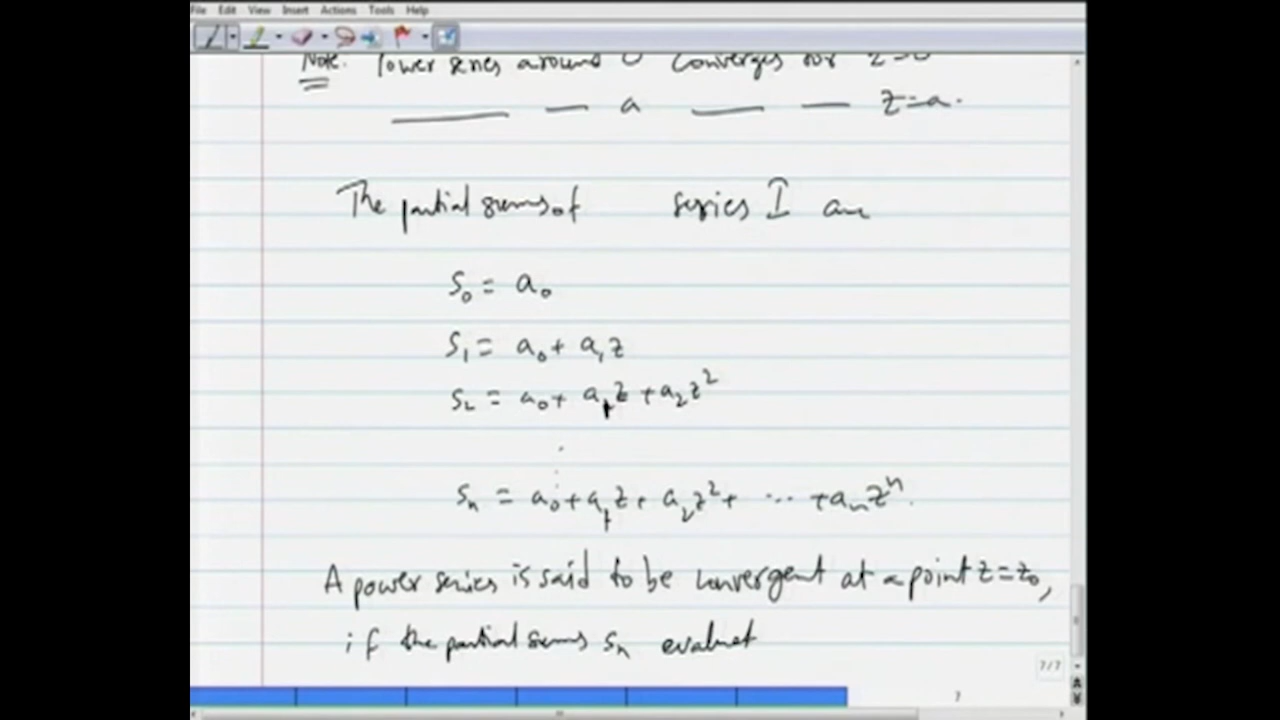 File Edit View Insert Actions Tools Help
Note: Power series around 0 converges for z=0
— — a — — z=a.
The partial sums of series I are
S₀ = a₀
S₁ = a₀ + a₁z
S₂ = a₀ + a₁z + a₂z²
⋮
Sₙ = a₀ + a₁z + a₂z² + ... + aₙzⁿ.
A power series is said to be convergent at a point z=z₀,
if the partial sums Sₙ evaluat
7/7
7